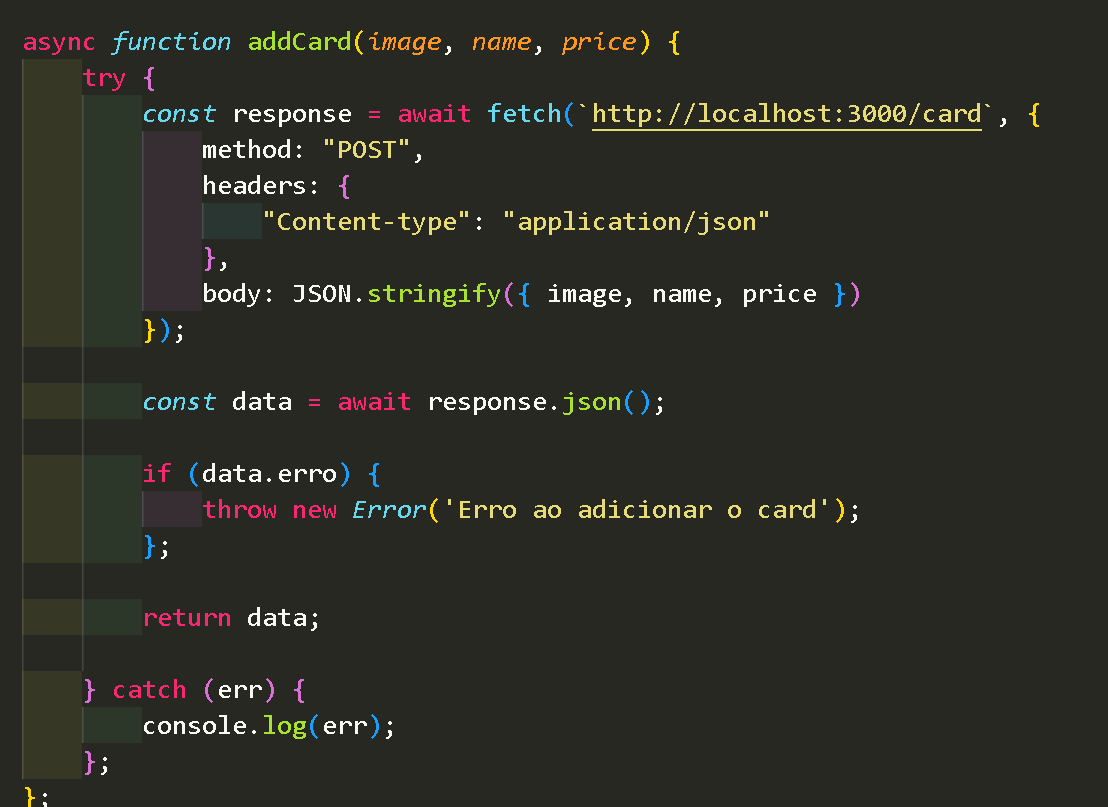 async function addCard(image, name, price) {
    try {
        const response = await fetch(`http://localhost:3000/card`, {
            method: "POST",
            headers: {
                "Content-type": "application/json"
            },
            body: JSON.stringify({ image, name, price })
        });

        const data = await response.json();

        if (data.erro) {
            throw new Error('Erro ao adicionar o card');
        };

        return data;

    } catch (err) {
        console.log(err);
    };
};